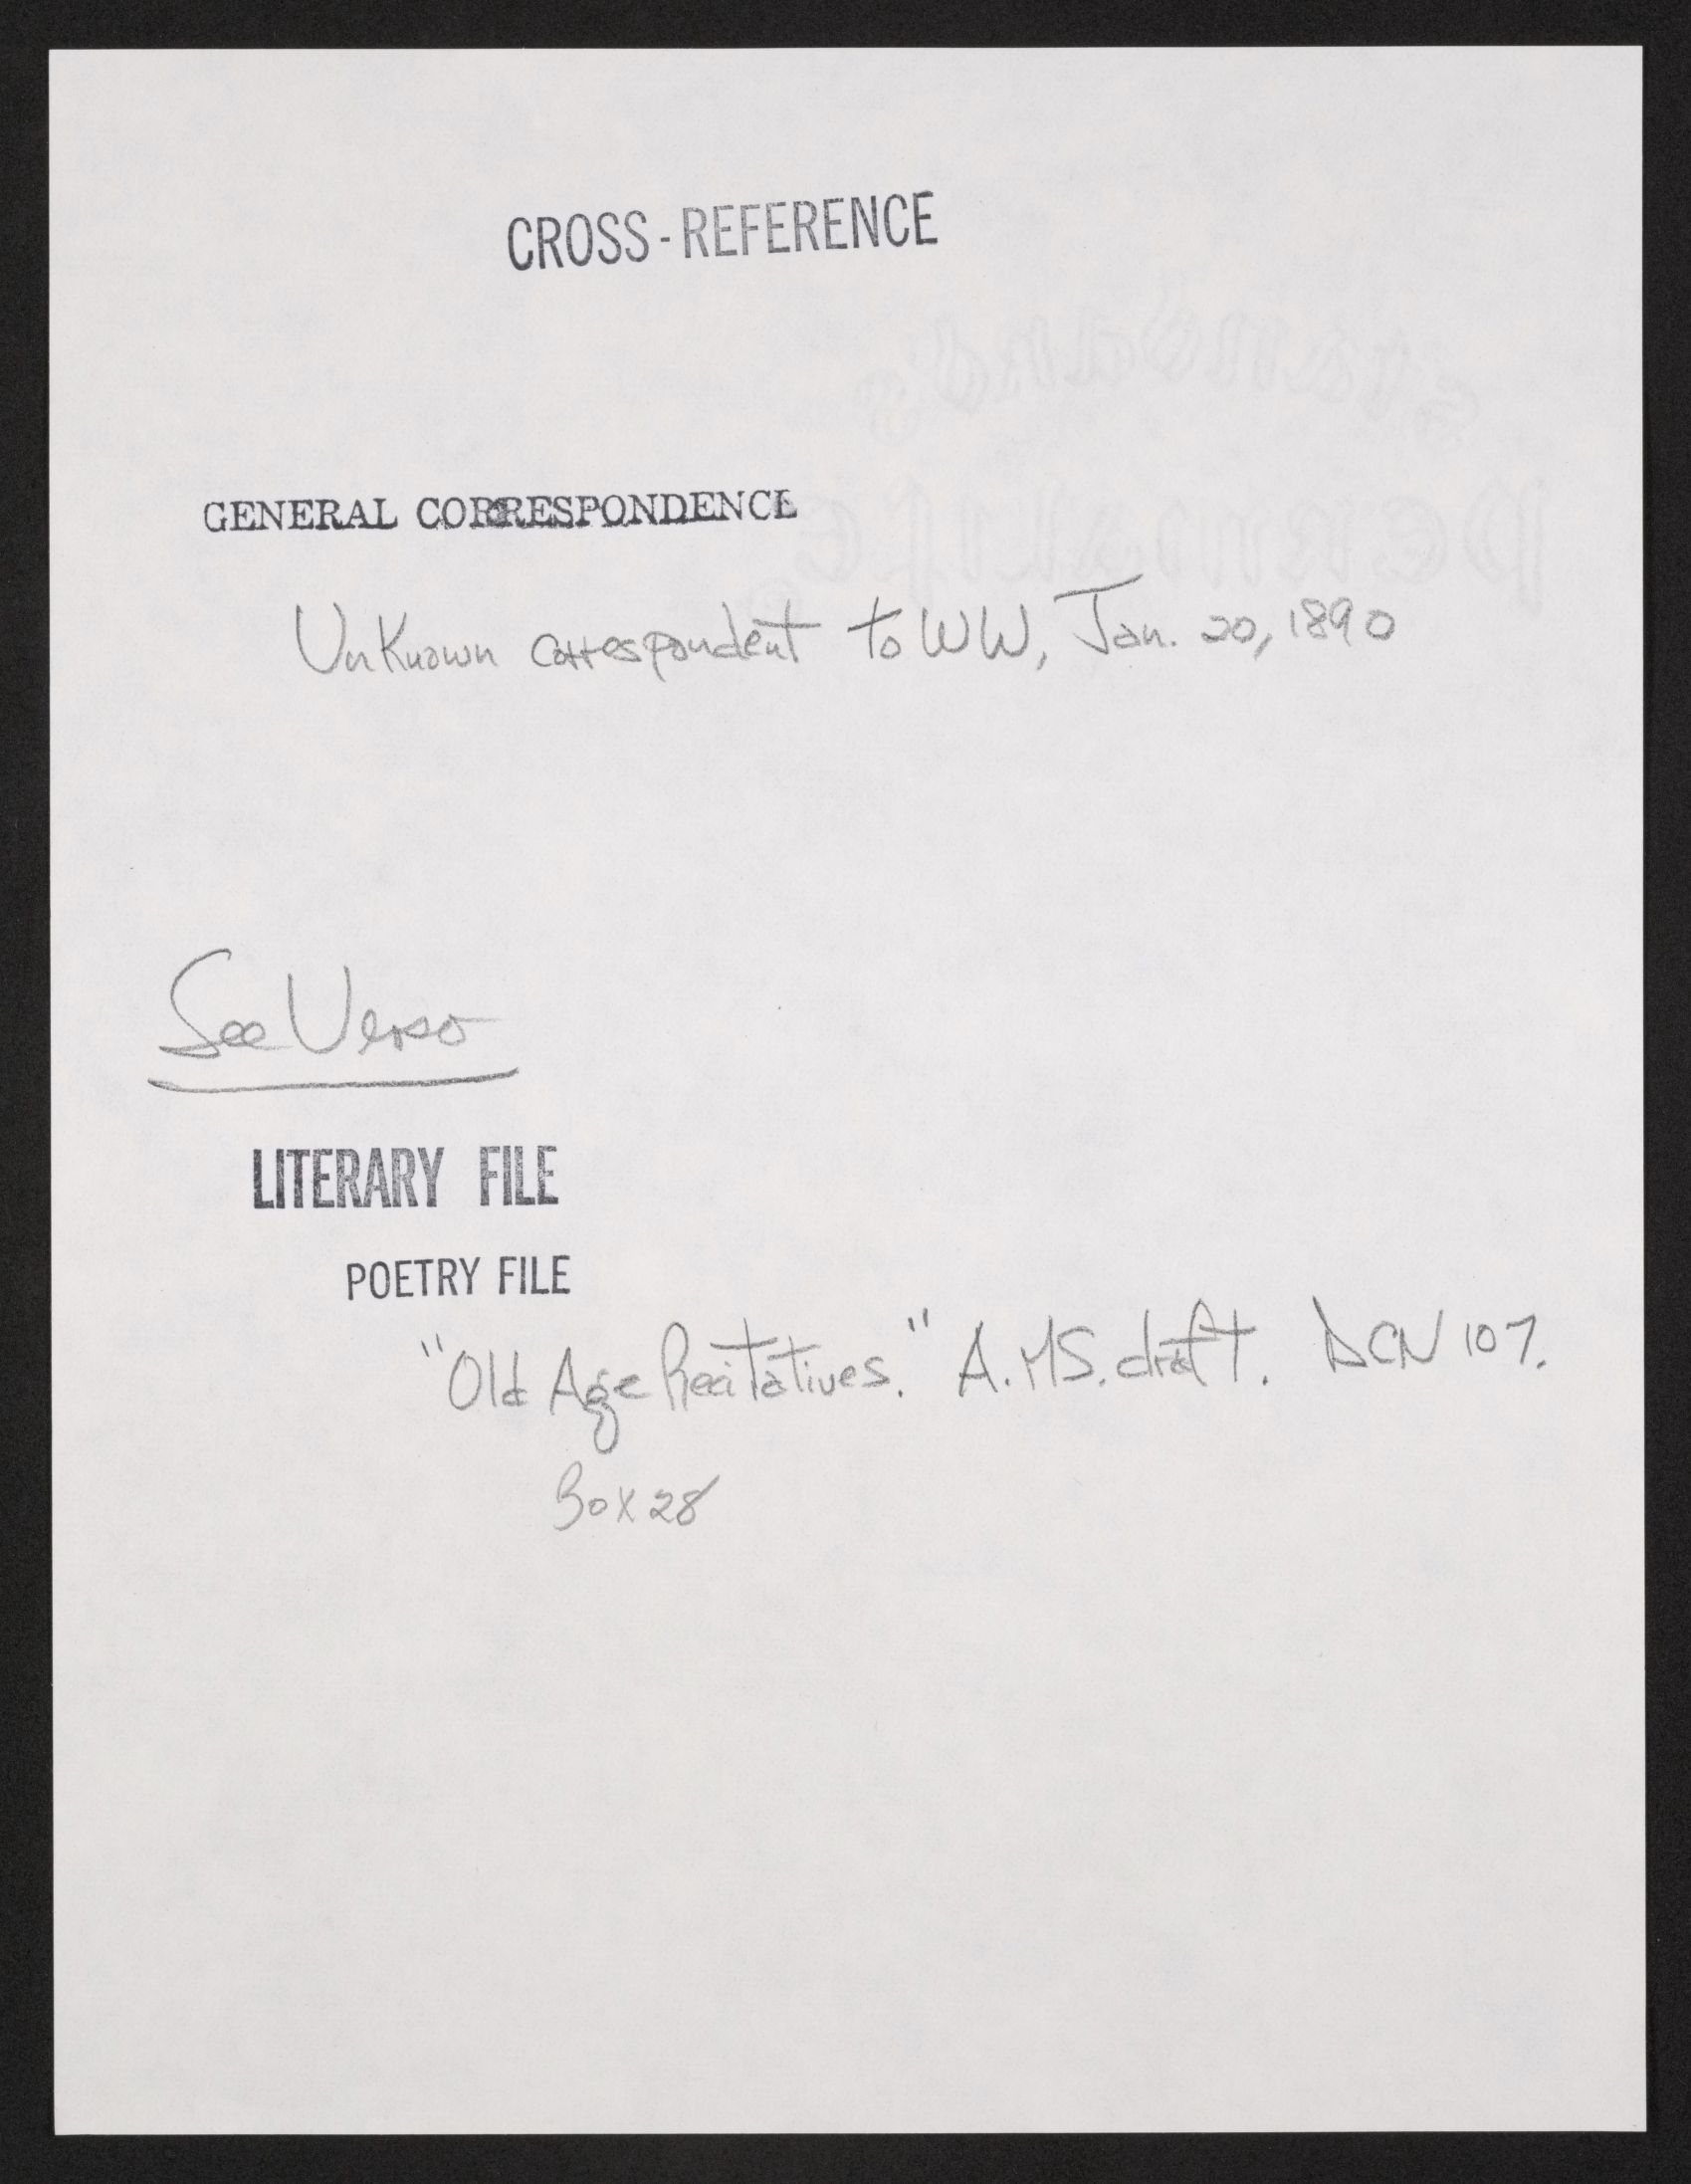 CROSS-REFERENCE
GENERAL CORRESPONDENCE
UnKnown correspondent to WW, Jan. 20, 1890
See Verso
LITERARY FILE
POETRY FILE
"Old Age Recitatives." A.MS. draft. DCN 107.
Box 28